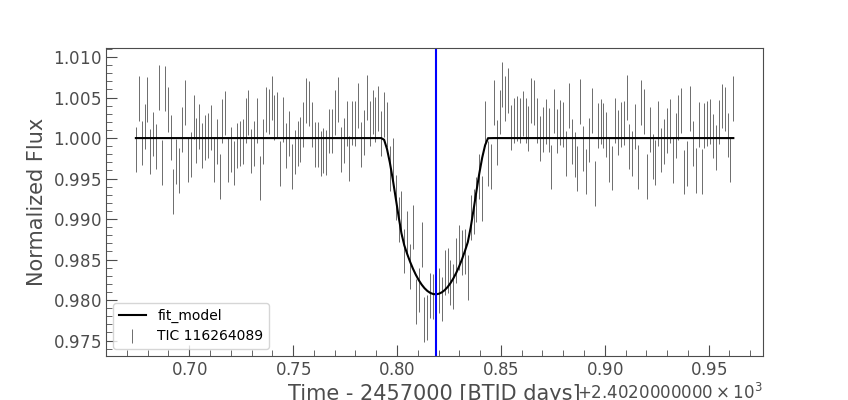 1.010
1.005
1.000
0.995
0.990
0.985
0.980
0.975
Normalized Flux
fit_model
TIC 116264089
0.70 0.75 0.80 0.85 0.90 0.95
Time - 2457000 [BTJD days]
+2.4020000000 × 10³